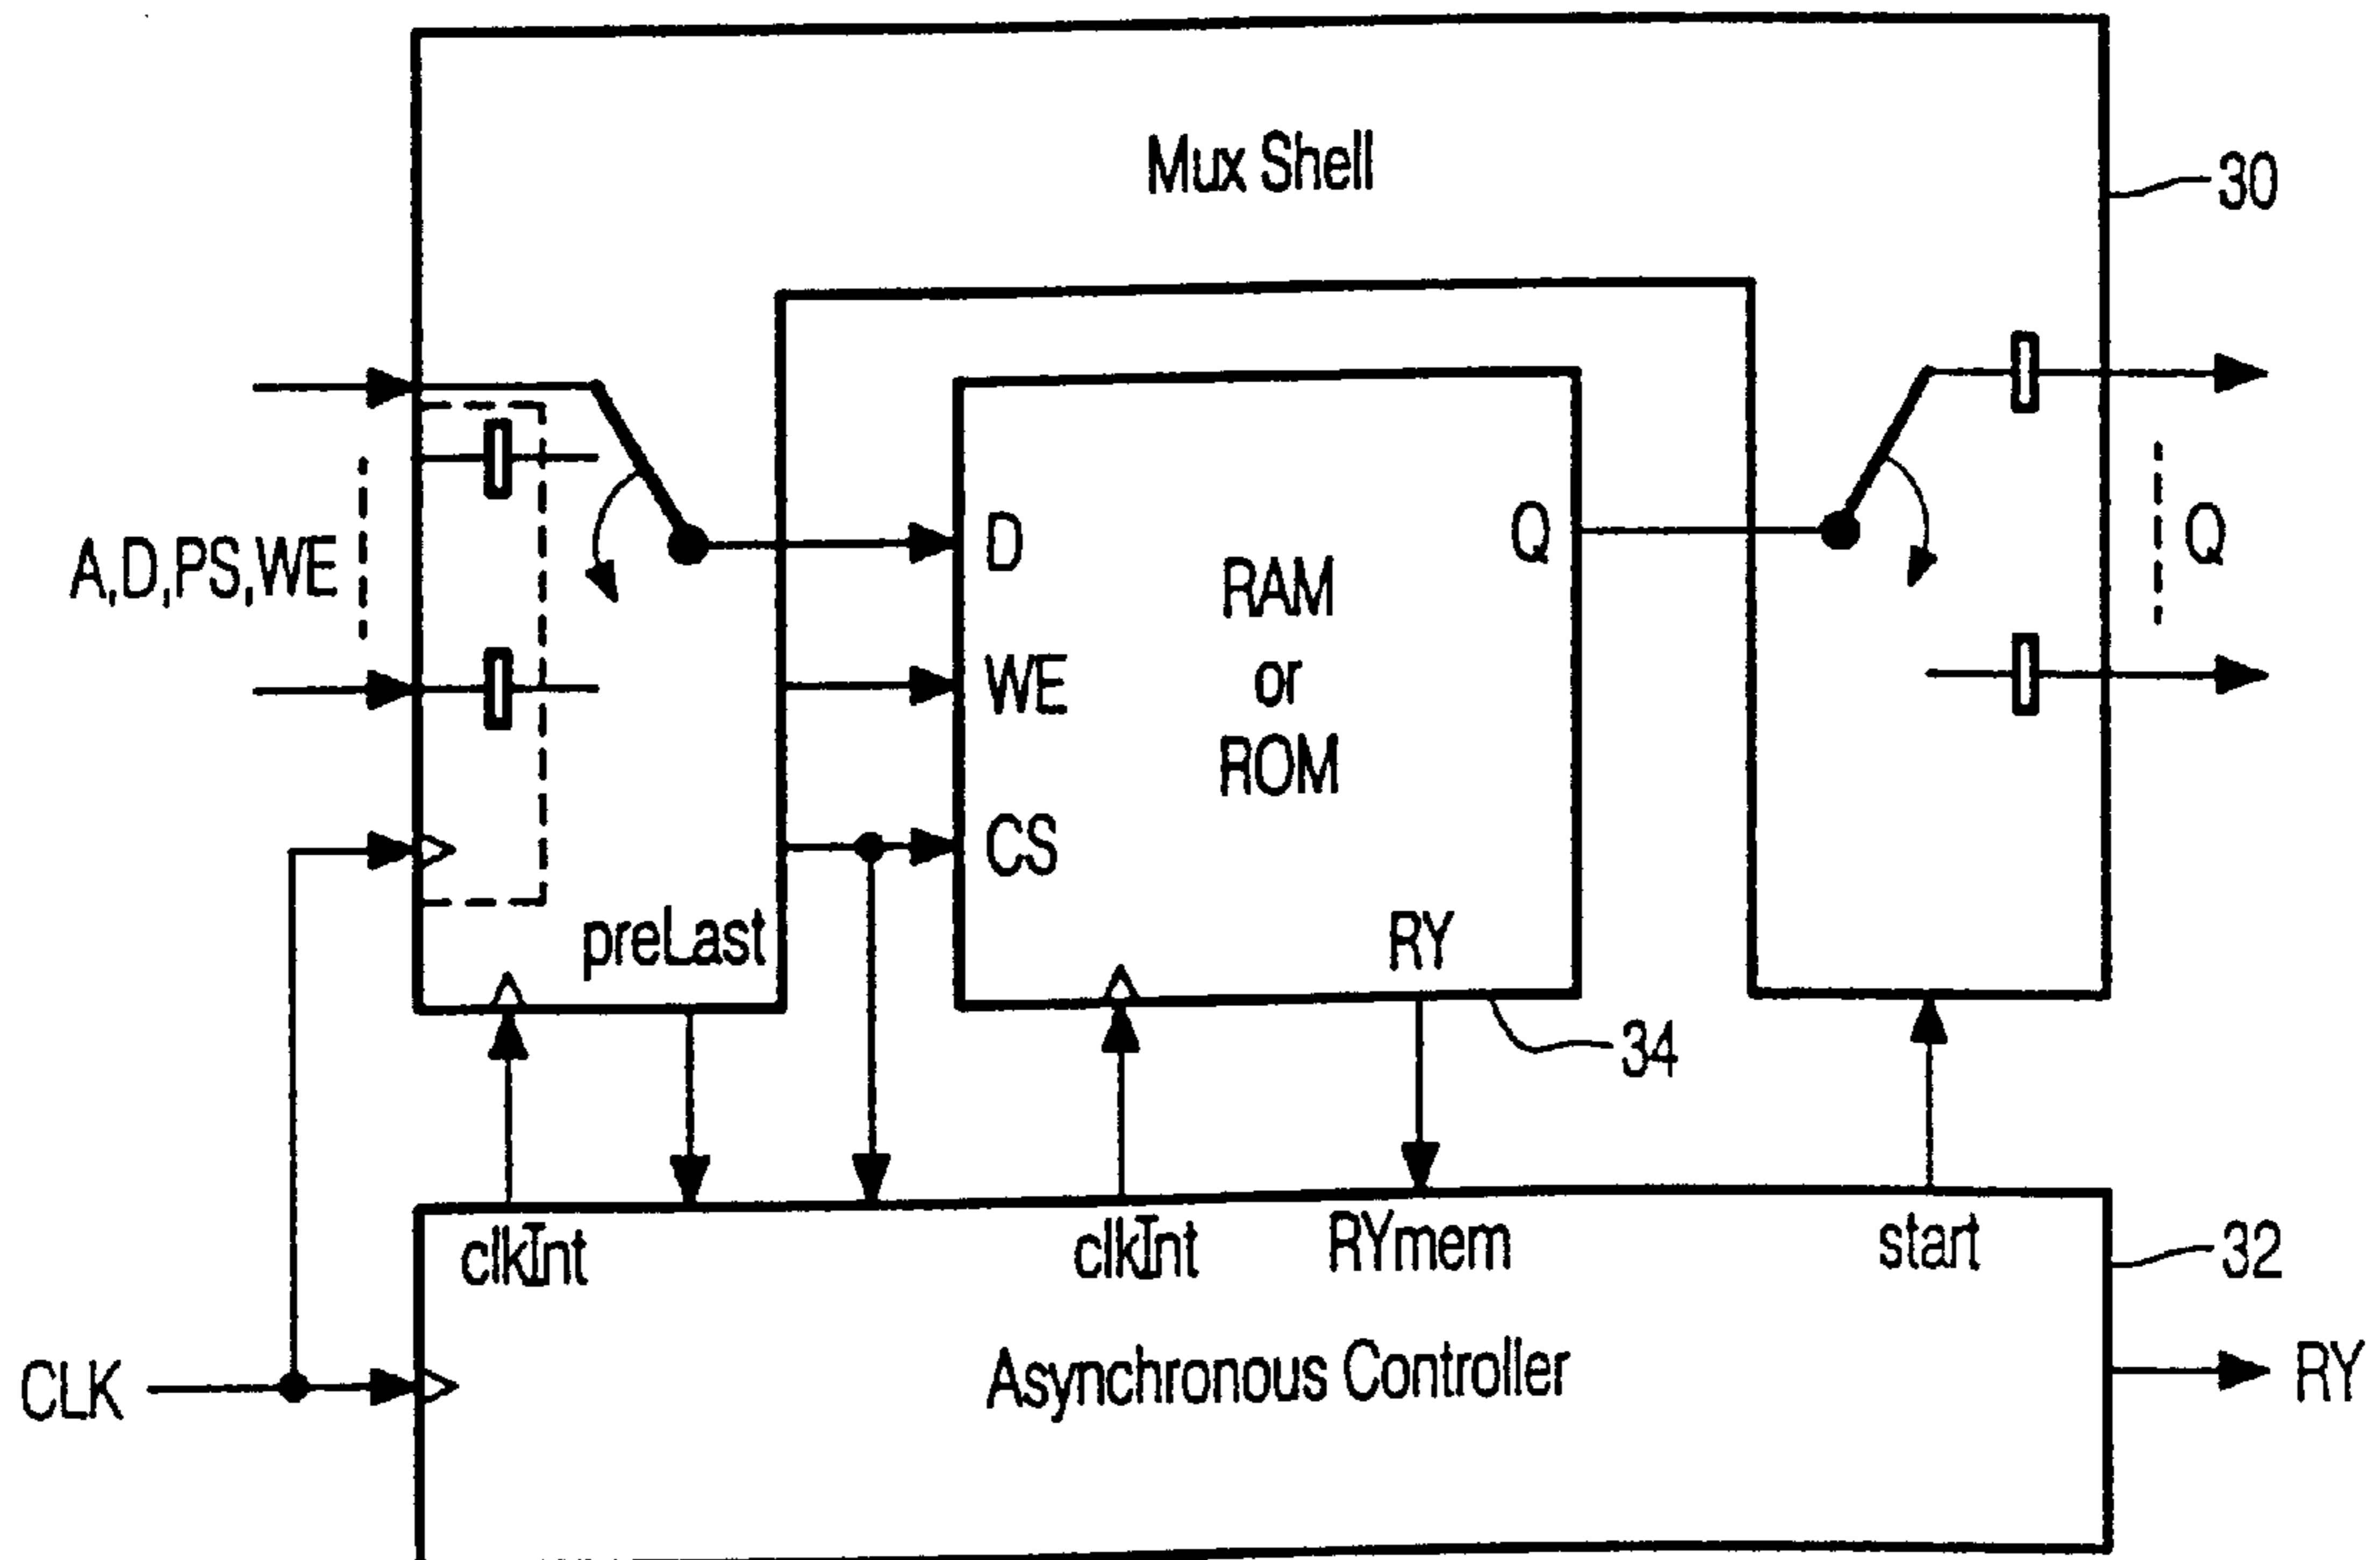 Mux Shell
30
A,D,PS,WE
D
Q
Q
RAM
or
ROM
WE
CS
preLast
RY
34
clkInt
clkInt
RYmem
start
32
CLK
Asynchronous Controller
RY